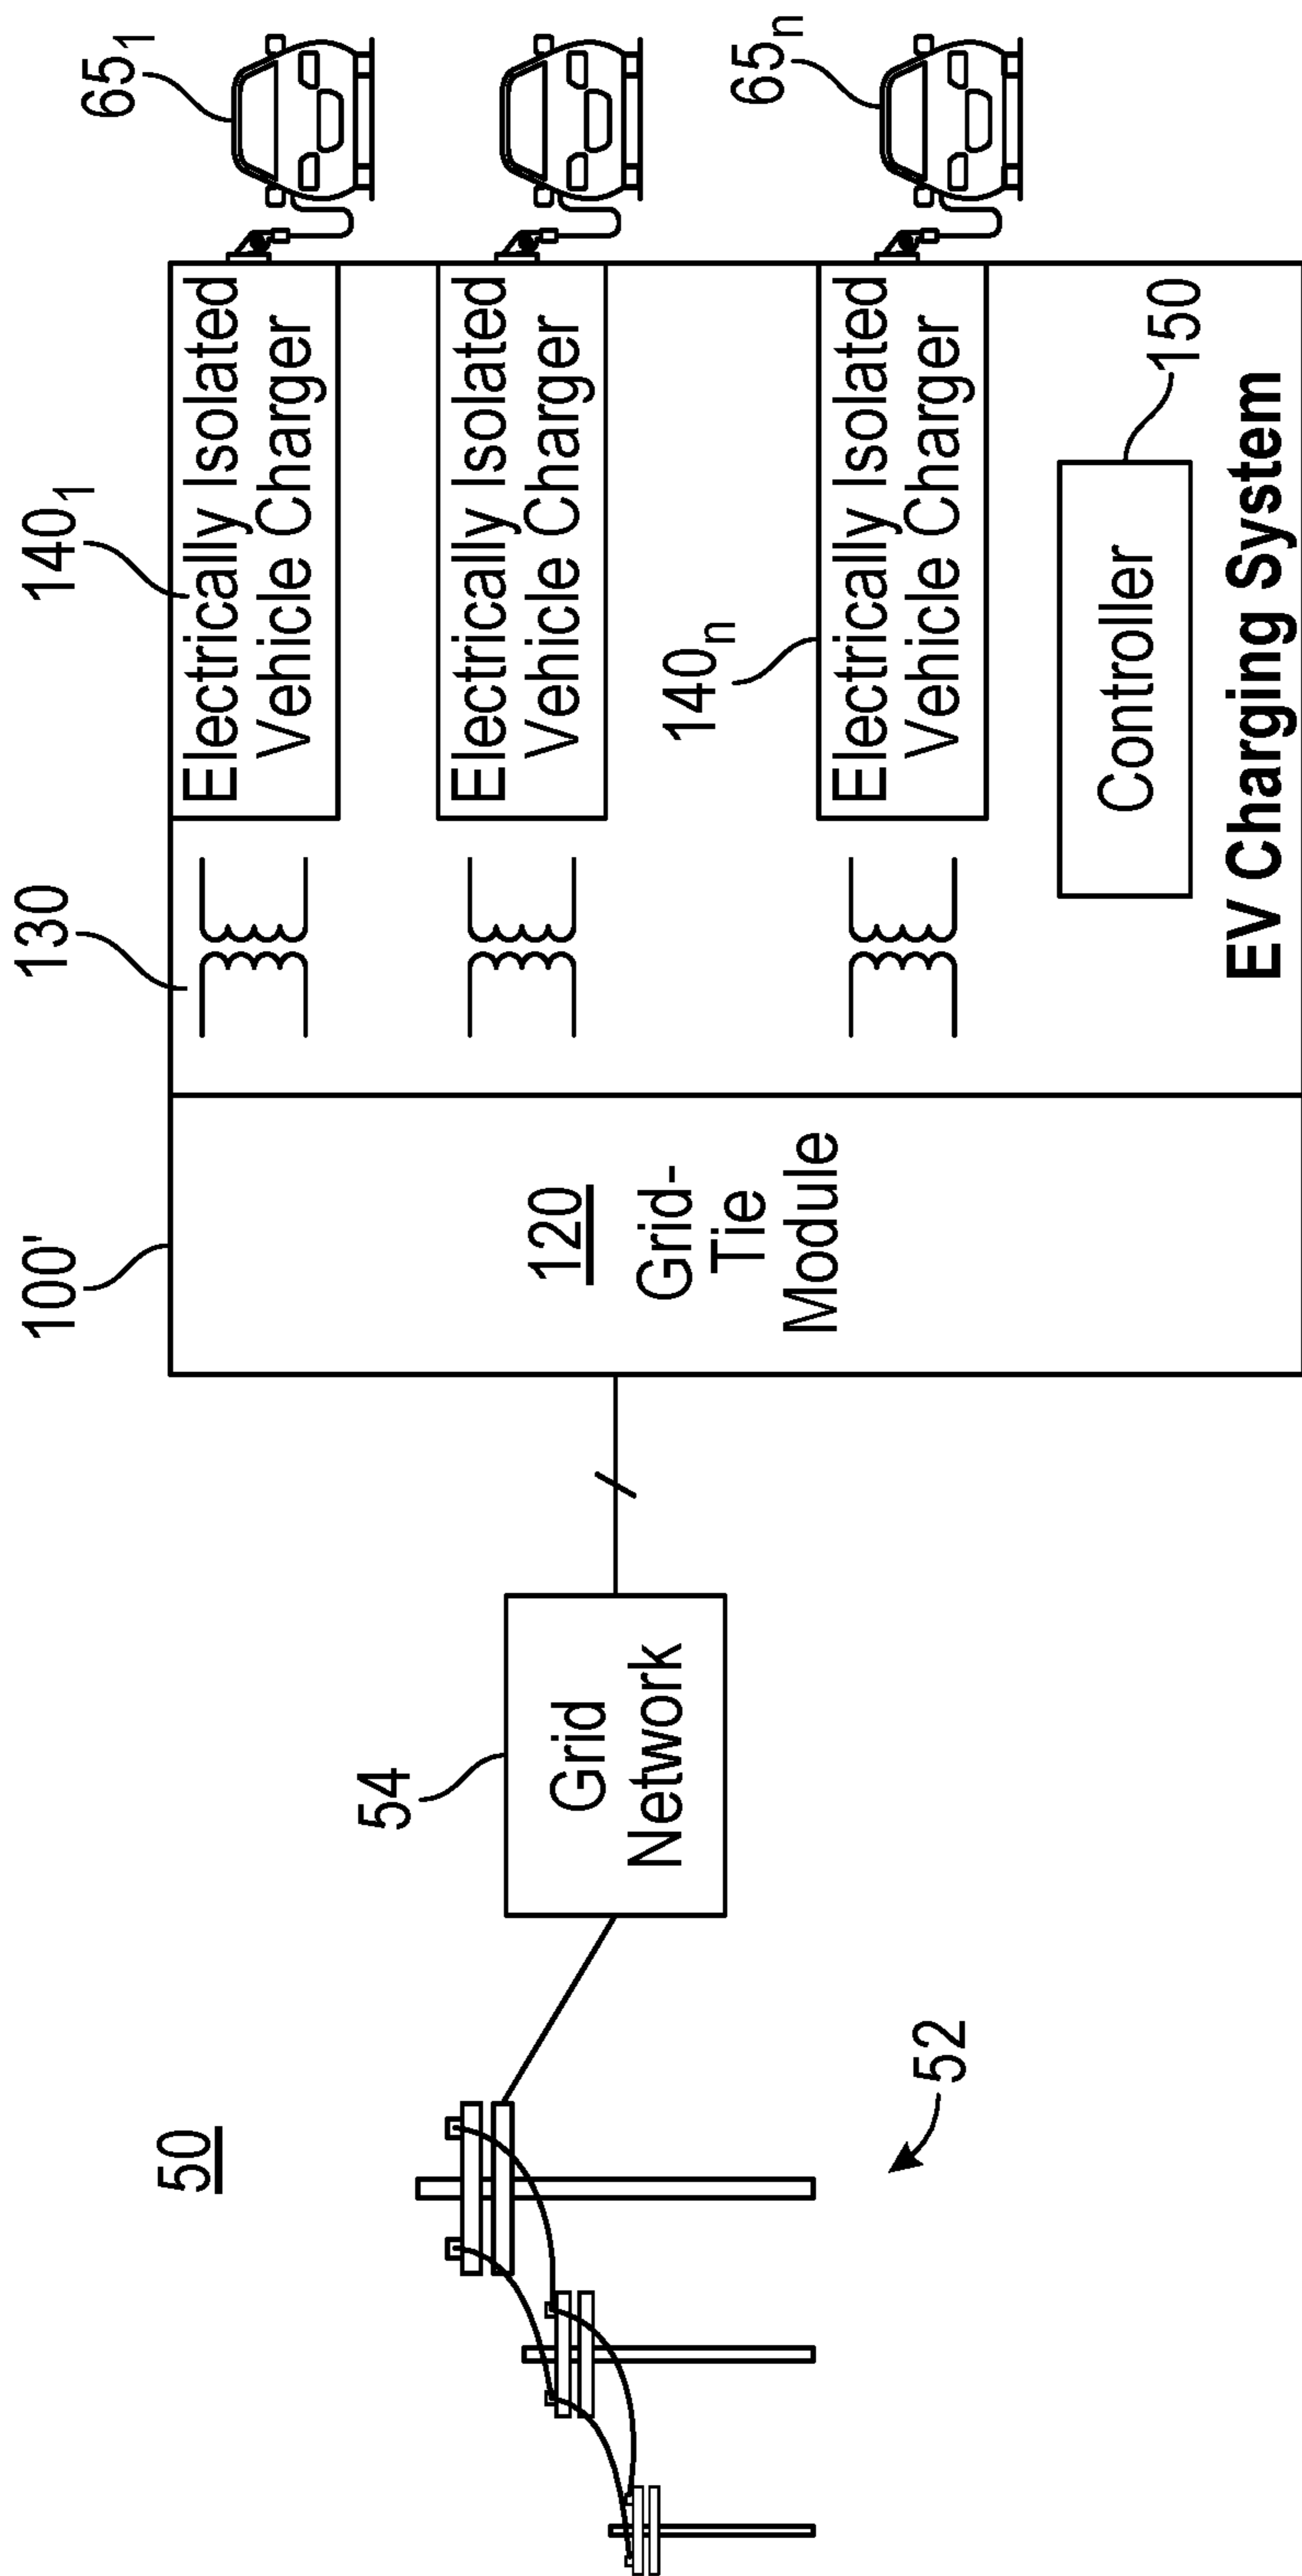 50
52
54
Grid
Network
100'
120
Grid-
Tie
Module
130
140₁
Electrically Isolated
Vehicle Charger
65₁
Electrically Isolated
Vehicle Charger
140ₙ
Electrically Isolated
Vehicle Charger
65ₙ
Controller
150
EV Charging System